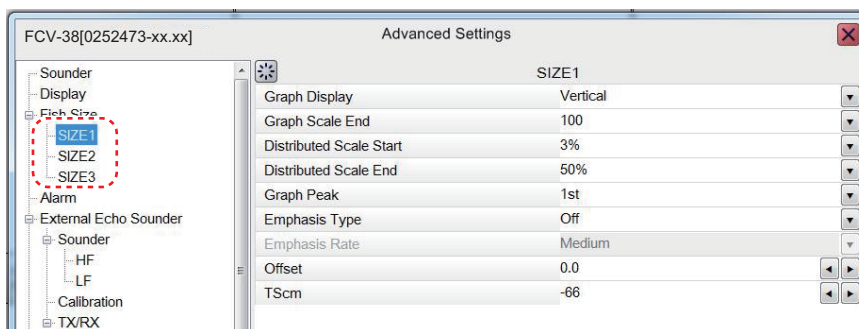 FCV-38[0252473-xx.xx]
Advanced Settings
Sounder
Display
Fish Size
SIZE1
SIZE2
SIZE3
Alarm
External Echo Sounder
Sounder
HF
LF
Calibration
TX/RX
SIZE1
Graph Display Vertical
Graph Scale End 100
Distributed Scale Start 3%
Distributed Scale End 50%
Graph Peak 1st
Emphasis Type Off
Emphasis Rate Medium
Offset 0.0
TScm -66